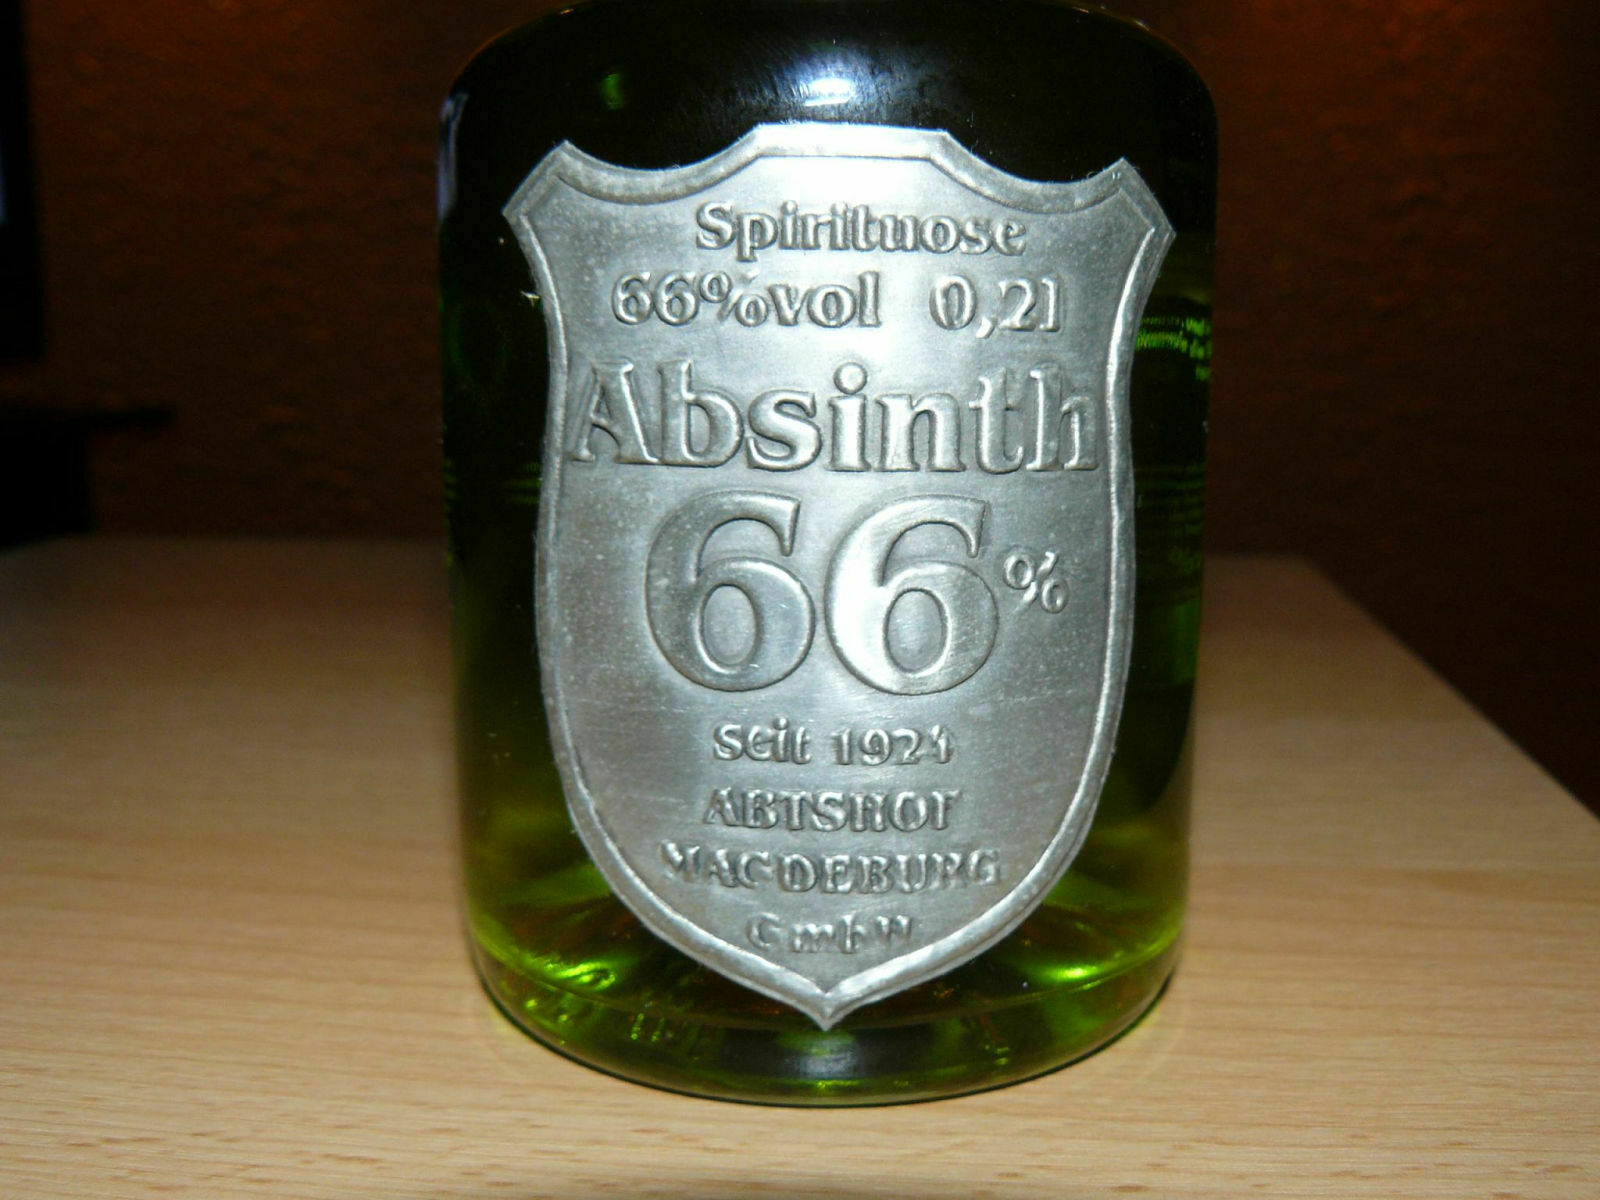 Spirituose
66%vol 0,2l
Absinth
66%
seit 1924
ABTSHOF
MAGDEBURG
GmbH